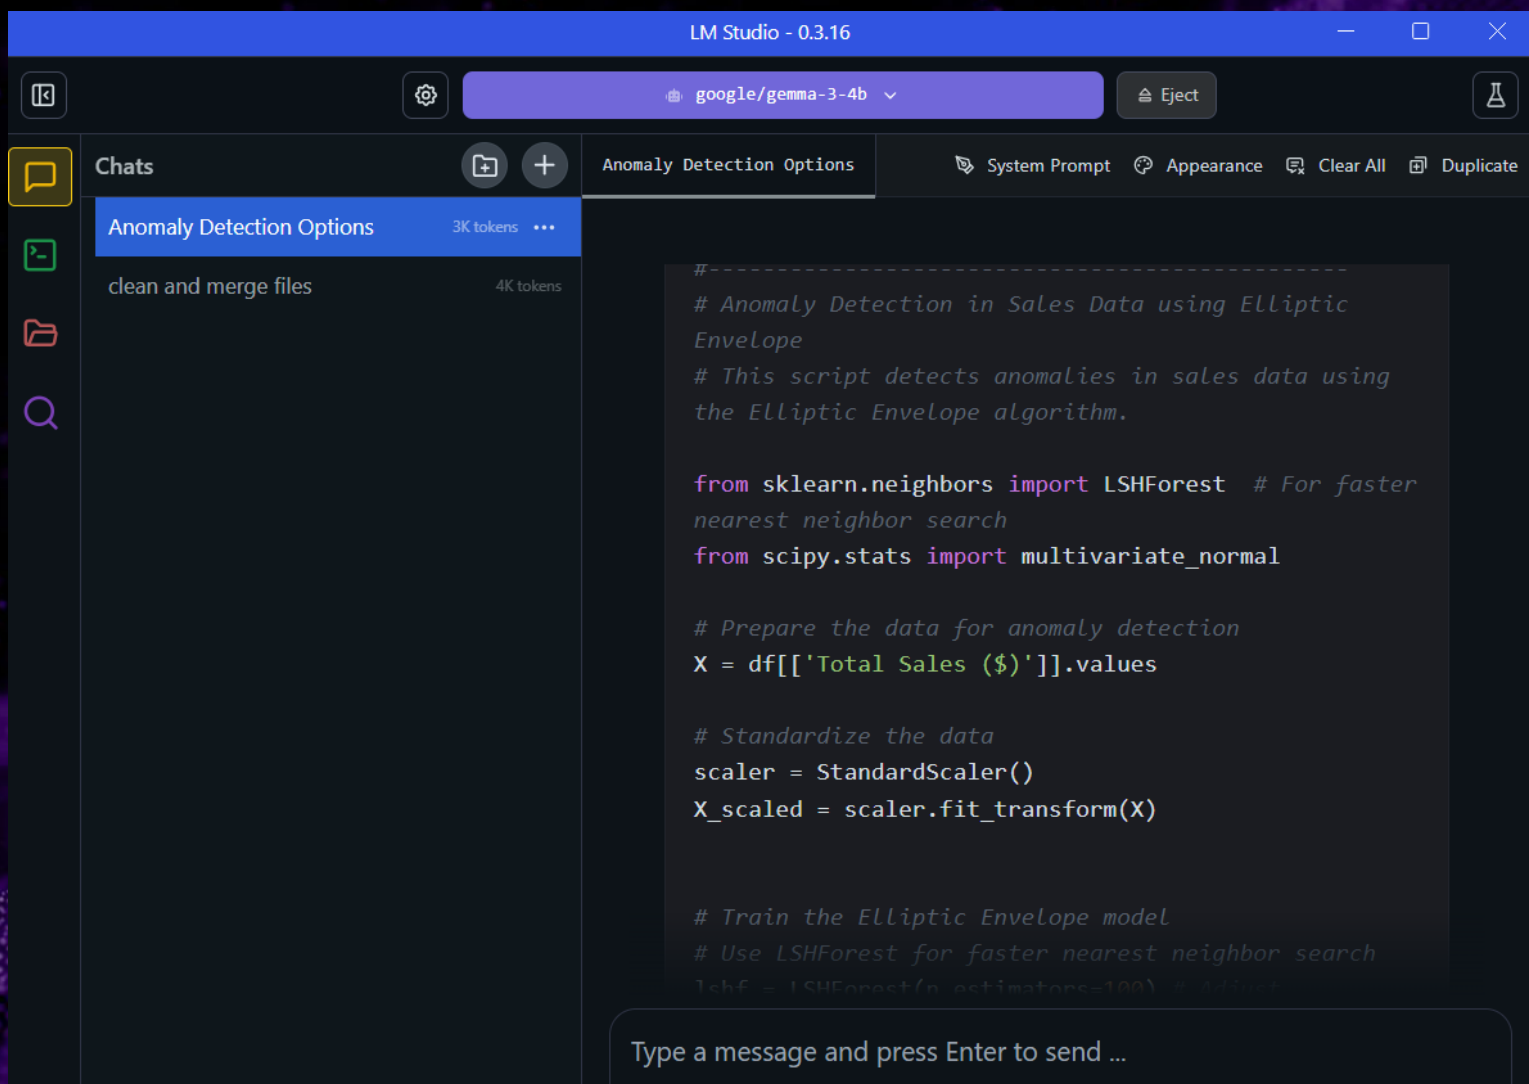 LM Studio - 0.3.16
google/gemma-3-4b
Eject
Chats
Anomaly Detection Options 3K tokens
clean and merge files 4K tokens
Anomaly Detection Options
System Prompt
Appearance
Clear All
Duplicate
#-----------------------------------------------
# Anomaly Detection in Sales Data using Elliptic
Envelope
# This script detects anomalies in sales data using
the Elliptic Envelope algorithm.
from sklearn.neighbors import LSHForest # For faster
nearest neighbor search
from scipy.stats import multivariate_normal
# Prepare the data for anomaly detection
X = df[['Total Sales ($)']].values
# Standardize the data
scaler = StandardScaler()
X_scaled = scaler.fit_transform(X)
# Train the Elliptic Envelope model
# Use LSHForest for faster nearest neighbor search
lshf = LSHForest(n_estimators=100) # Adjust
Type a message and press Enter to send ...